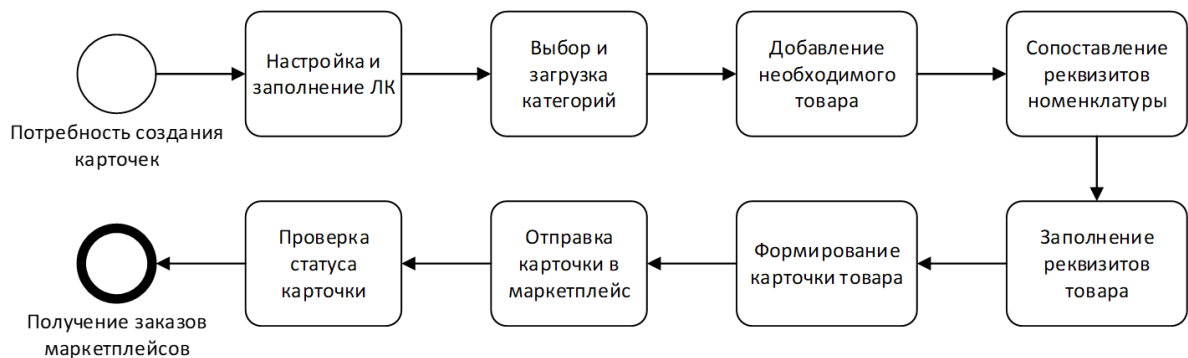 Потребность создания
карточек
Настройка и
заполнение ЛК
Выбор и
загрузка
категорий
Добавление
необходимого
товара
Сопоставление
реквизитов
номенклатуры
Заполнение
реквизитов
товара
Формирование
карточки товара
Отправка
карточки в
маркетплейс
Проверка
статуса
карточки
Получение заказов
маркетплейсов